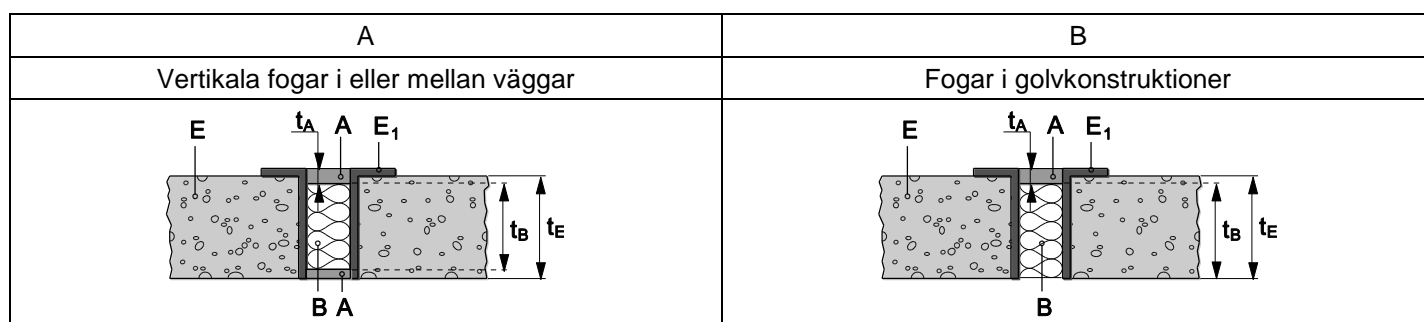 A B
Vertikala fogar i eller mellan väggar Fogar i golvkonstruktioner
E tA A E1 E tA A E1
tB tE tB tE
B A B